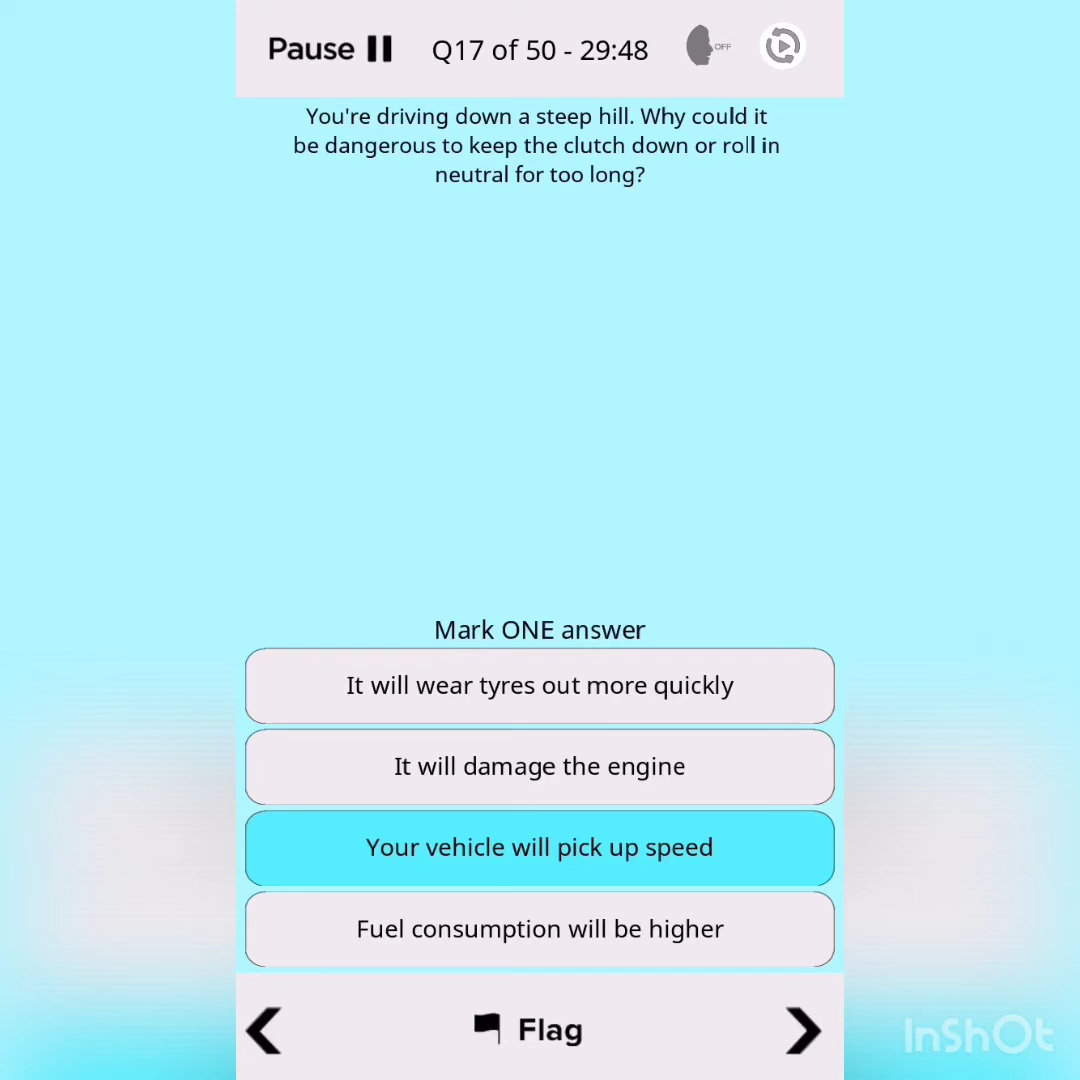 Pause Q17 of 50 - 29:48 OFF
You're driving down a steep hill. Why could it
be dangerous to keep the clutch down or roll in
neutral for too long?
Mark ONE answer
It will wear tyres out more quickly
It will damage the engine
Your vehicle will pick up speed
Fuel consumption will be higher
Flag
InShOt